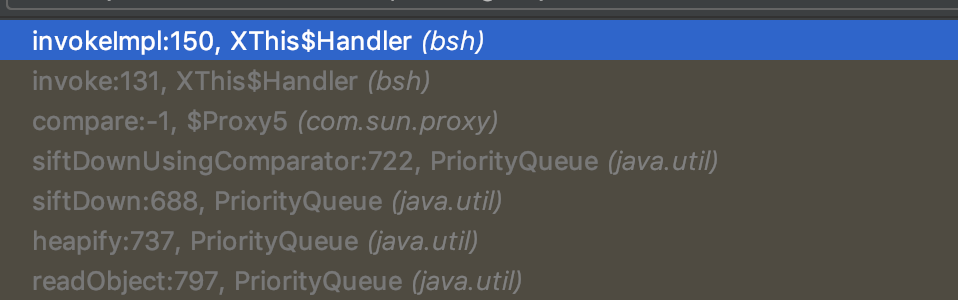 invokeImpl:150, XThis$Handler (bsh)
invoke:131, XThis$Handler (bsh)
compare:-1, $Proxy5 (com.sun.proxy)
siftDownUsingComparator:722, PriorityQueue (java.util)
siftDown:688, PriorityQueue (java.util)
heapify:737, PriorityQueue (java.util)
readObject:797, PriorityQueue (java.util)